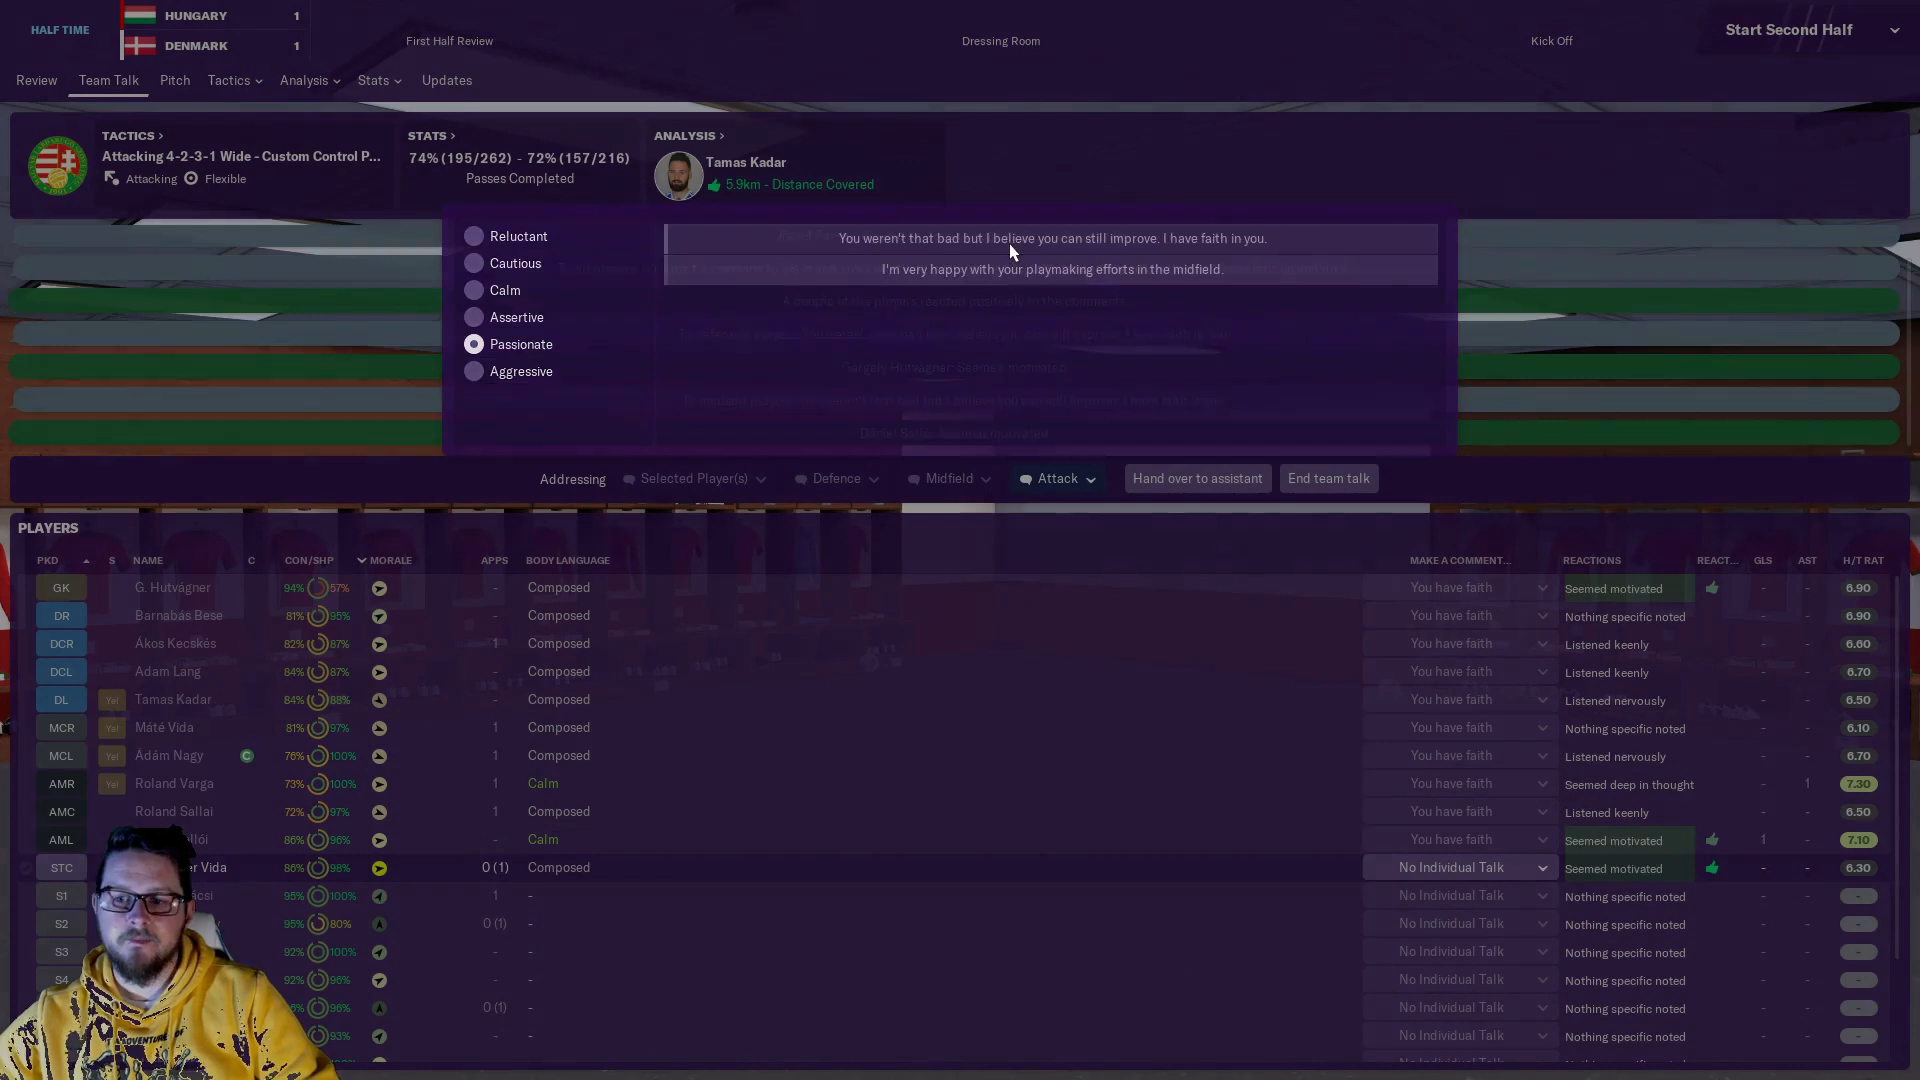 HALF TIME
HUNGARY 1
DENMARK 1
First Half Review
Dressing Room
Kick Off
Start Second Half
Review
Team Talk
Pitch
Tactics
Analysis
Stats
Updates
TACTICS >
Attacking 4-2-3-1 Wide - Custom Control P...
Attacking
Flexible
STATS >
74% (195/262) - 72% (157/216)
Passes Completed
ANALYSIS >
Tamas Kadar
5.9km - Distance Covered
Reluctant
Cautious
Calm
Assertive
Passionate
Aggressive
You weren't that bad but I believe you can still improve. I have faith in you.
I'm very happy with your playmaking efforts in the midfield.
Addressing
Selected Player(s)
Defence
Midfield
Attack
Hand over to assistant
End team talk
PLAYERS
PKD S NAME C CON/SHP MORALE APPS BODY LANGUAGE MAKE A COMMENT... REACTIONS REACT... GLS AST H/T RAT
GK G. Hutvágner 94% 57% - Composed You have faith Seemed motivated - - 6.90
DR Barnabás Bese 81% 95% - Composed You have faith Nothing specific noted - - 6.90
DCR Ákos Kecskés 82% 87% 1 Composed You have faith Listened keenly - - 6.60
DCL Adam Lang 84% 87% - Composed You have faith Listened keenly - - 6.70
DL Yel Tamas Kadar 84% 88% - Composed You have faith Listened nervously - - 6.50
MCR Yel Máté Vida 81% 97% 1 Composed You have faith Nothing specific noted - - 6.10
MCL Yel Ádám Nagy C 76% 100% 1 Composed You have faith Listened nervously - - 6.70
AMR Yel Roland Varga 73% 100% 1 Calm You have faith Seemed deep in thought - 1 7.30
AMC Roland Sallai 72% 97% 1 Composed You have faith Listened keenly - - 6.50
AML 86% 96% - Calm You have faith Seemed motivated 1 - 7.10
STC Vida 86% 98% 0 (1) Composed No Individual Talk Seemed motivated - - 6.30
S1 95% 100% 1 - No Individual Talk Nothing specific noted - - -
S2 95% 80% 0 (1) - No Individual Talk Nothing specific noted - - -
S3 92% 100% - - No Individual Talk Nothing specific noted - - -
S4 92% 96% - - No Individual Talk Nothing specific noted - - -
96% 0 (1) - No Individual Talk Nothing specific noted - - -
93% - - No Individual Talk Nothing specific noted - - -